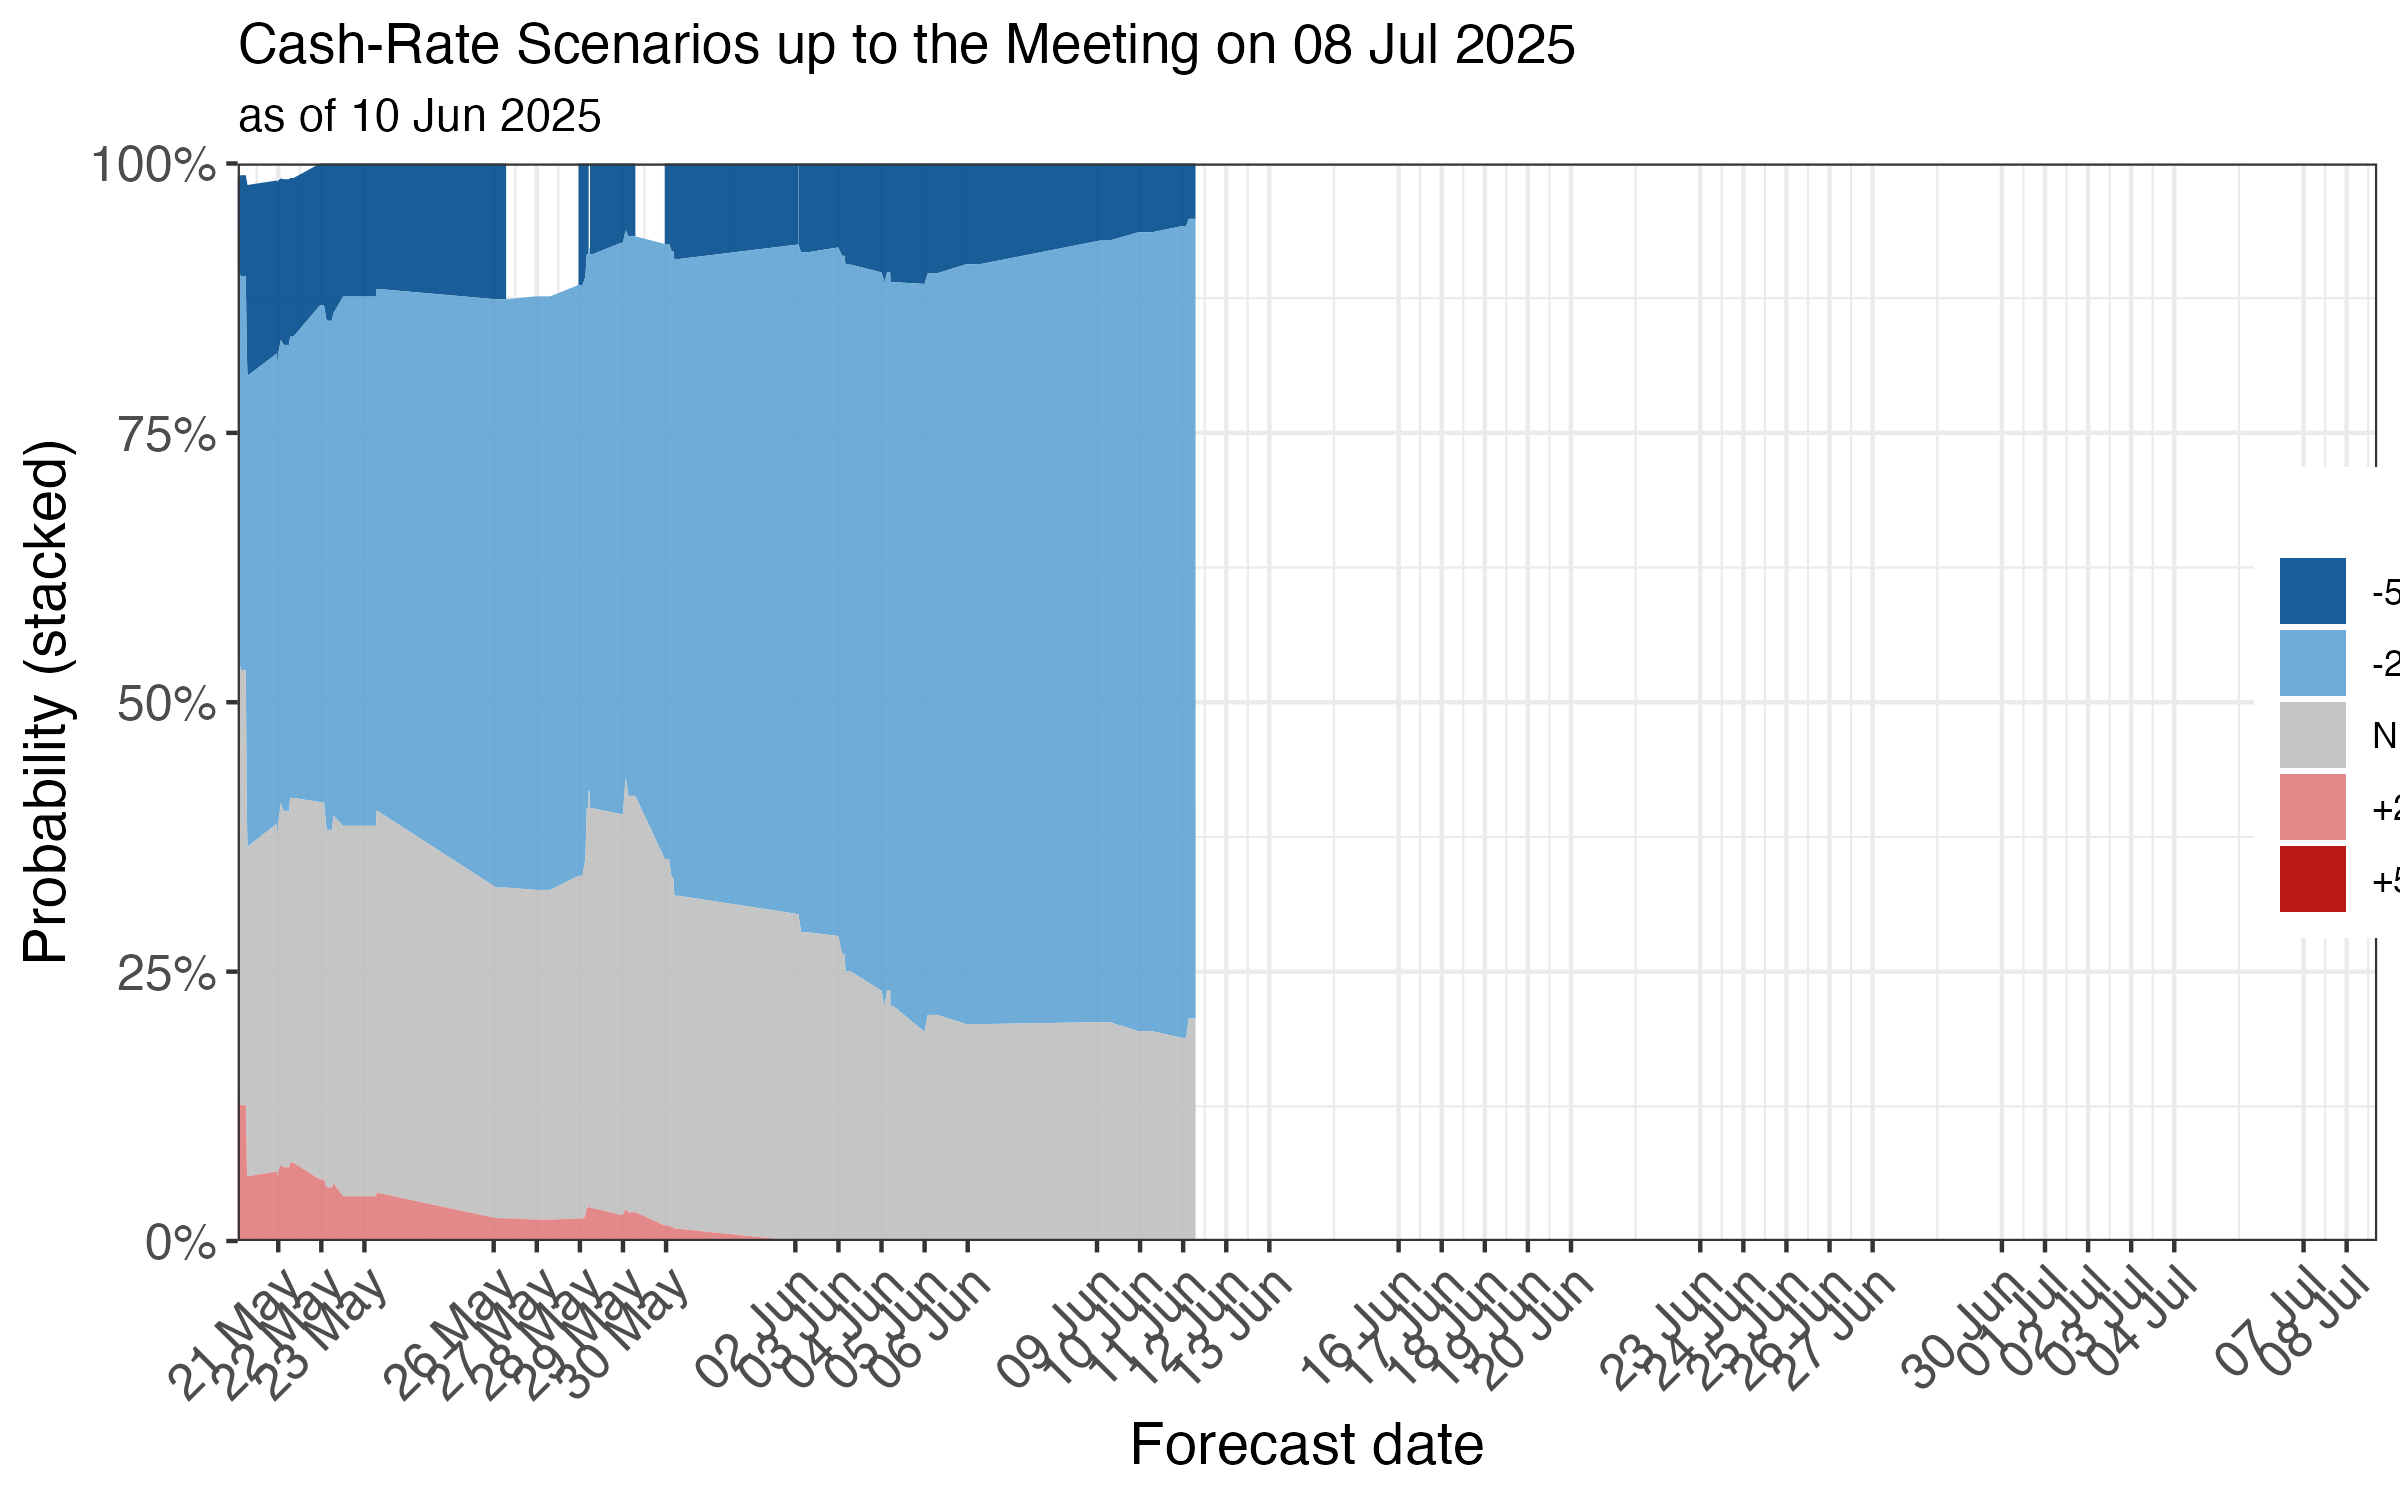 Cash-Rate Scenarios up to the Meeting on 08 Jul 2025
as of 10 Jun 2025
100%
75%
50%
25%
0%
Probability (stacked)
-5
-2
N
+2
+5
21 May
22 May
23 May
26 May
27 May
28 May
29 May
30 May
02 Jun
03 Jun
04 Jun
05 Jun
06 Jun
09 Jun
10 Jun
11 Jun
12 Jun
13 Jun
16 Jun
17 Jun
18 Jun
19 Jun
20 Jun
23 Jun
24 Jun
25 Jun
26 Jun
27 Jun
30 Jun
01 Jul
02 Jul
03 Jul
04 Jul
07 Jul
08 Jul
Forecast date